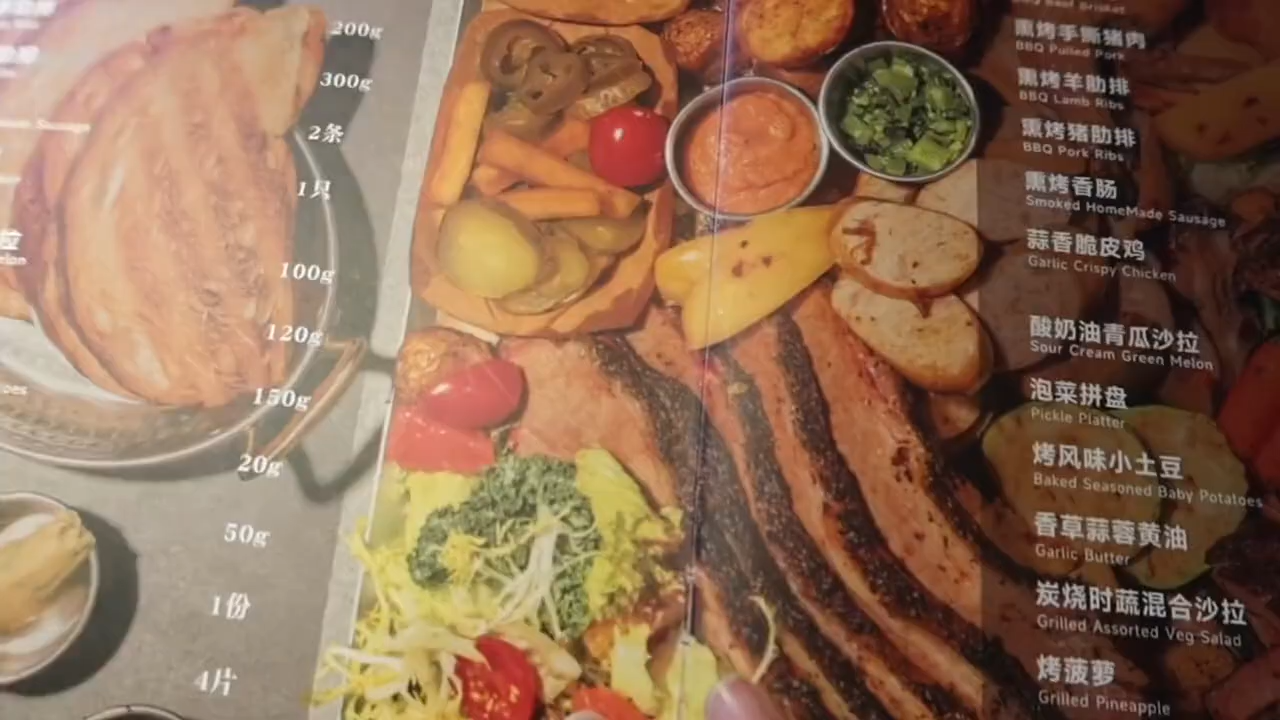 200g
300g
2条
1只
100g
120g
150g
20g
50g
1份
4片
Beef Brisket
熏烤手撕猪肉
BBQ Pulled Pork
熏烤羊肋排
BBQ Lamb Ribs
熏烤猪肋排
BBQ Pork Ribs
熏烤香肠
Smoked HomeMade Sausage
蒜香脆皮鸡
Garlic Crispy Chicken
酸奶油青瓜沙拉
Sour Cream Green Melon
泡菜拼盘
Pickle Platter
烤风味小土豆
Baked Seasoned Baby Potatoes
香草蒜蓉黄油
Garlic Butter
炭烧时蔬混合沙拉
Grilled Assorted Veg Salad
烤菠萝
Grilled Pineapple